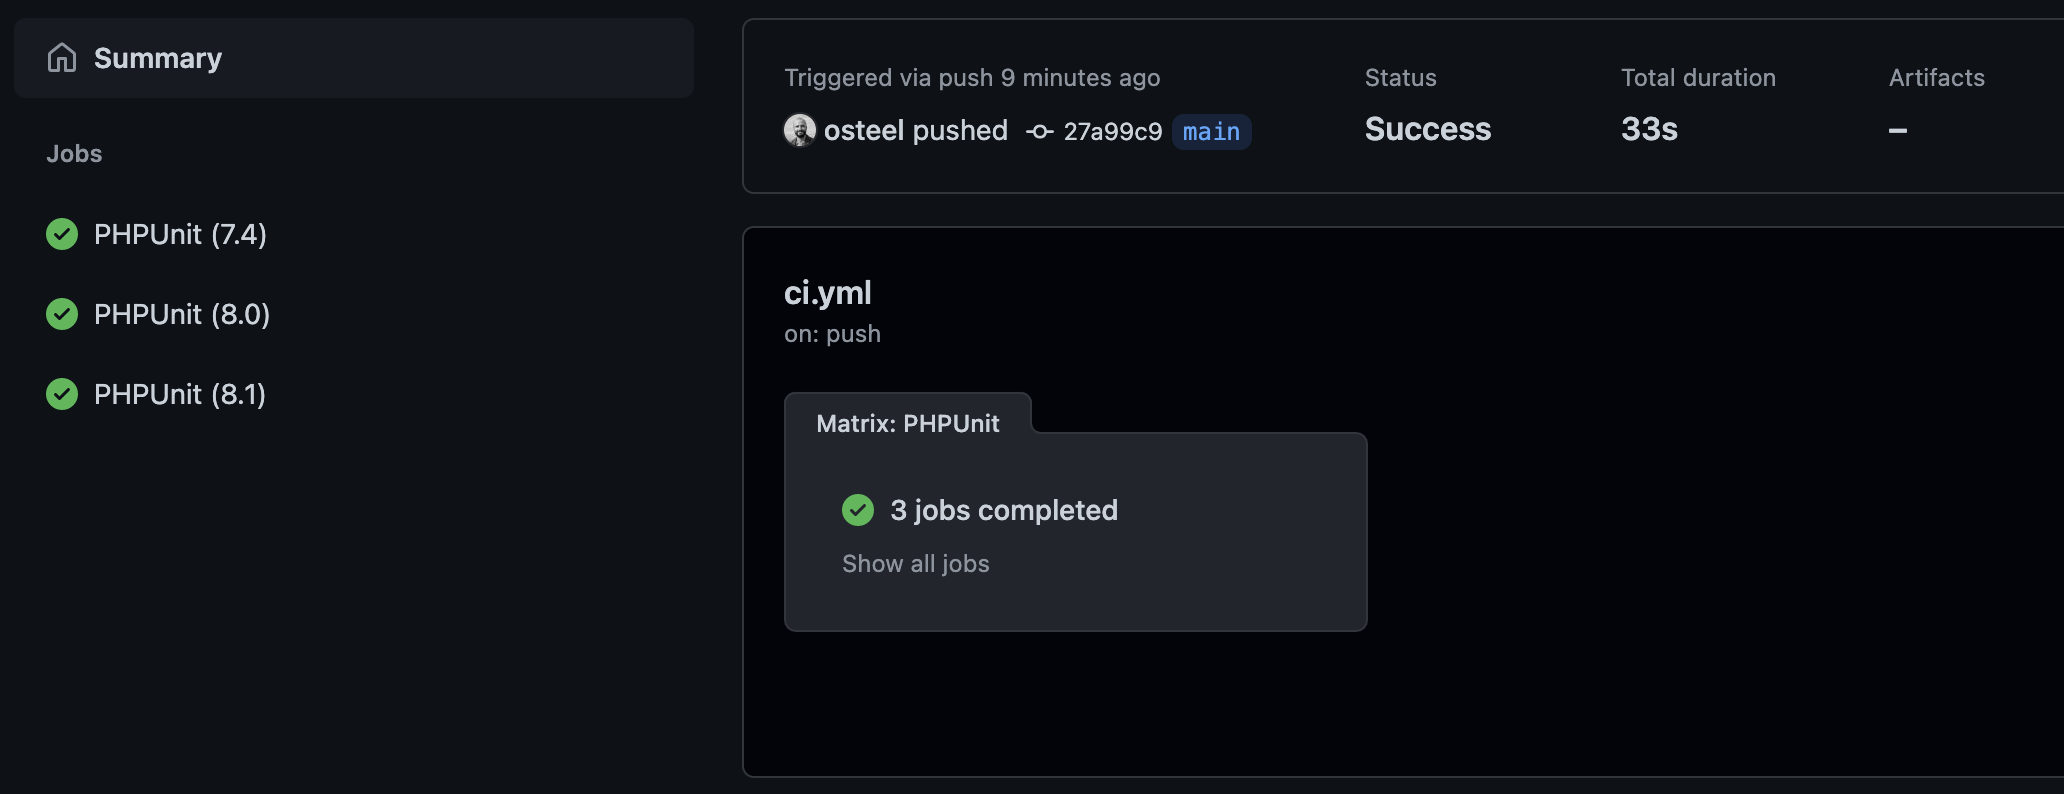 Summary
Jobs
PHPUnit (7.4)
PHPUnit (8.0)
PHPUnit (8.1)
Triggered via push 9 minutes ago
osteel pushed 27a99c9 main
Status
Success
Total duration
33s
Artifacts
–
ci.yml
on: push
Matrix: PHPUnit
3 jobs completed
Show all jobs